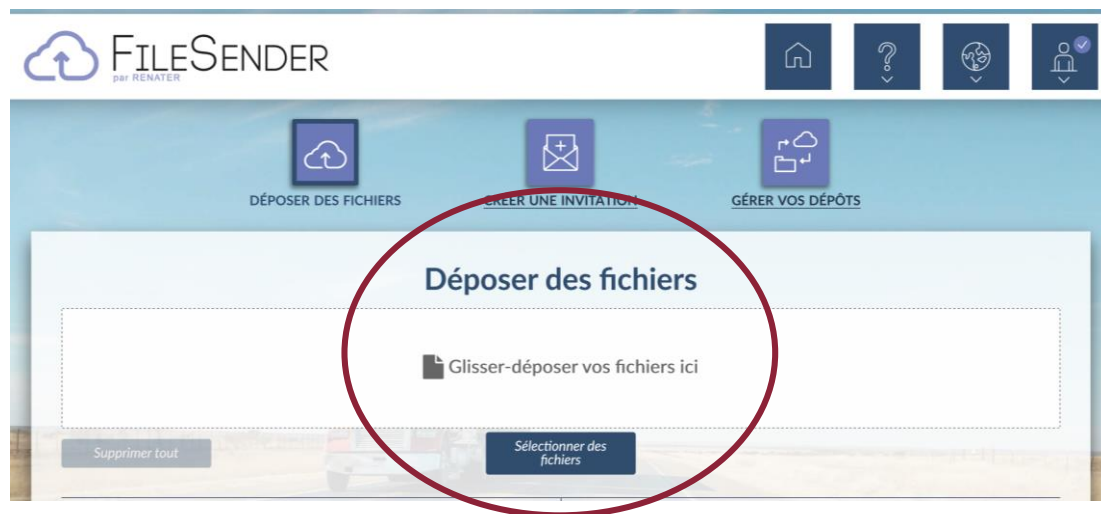 FILESENDER
par RENATER
DÉPOSER DES FICHIERS
CRÉER UNE INVITATION
GÉRER VOS DÉPÔTS
Déposer des fichiers
Glisser-déposer vos fichiers ici
Supprimer tout
Sélectionner des
fichiers